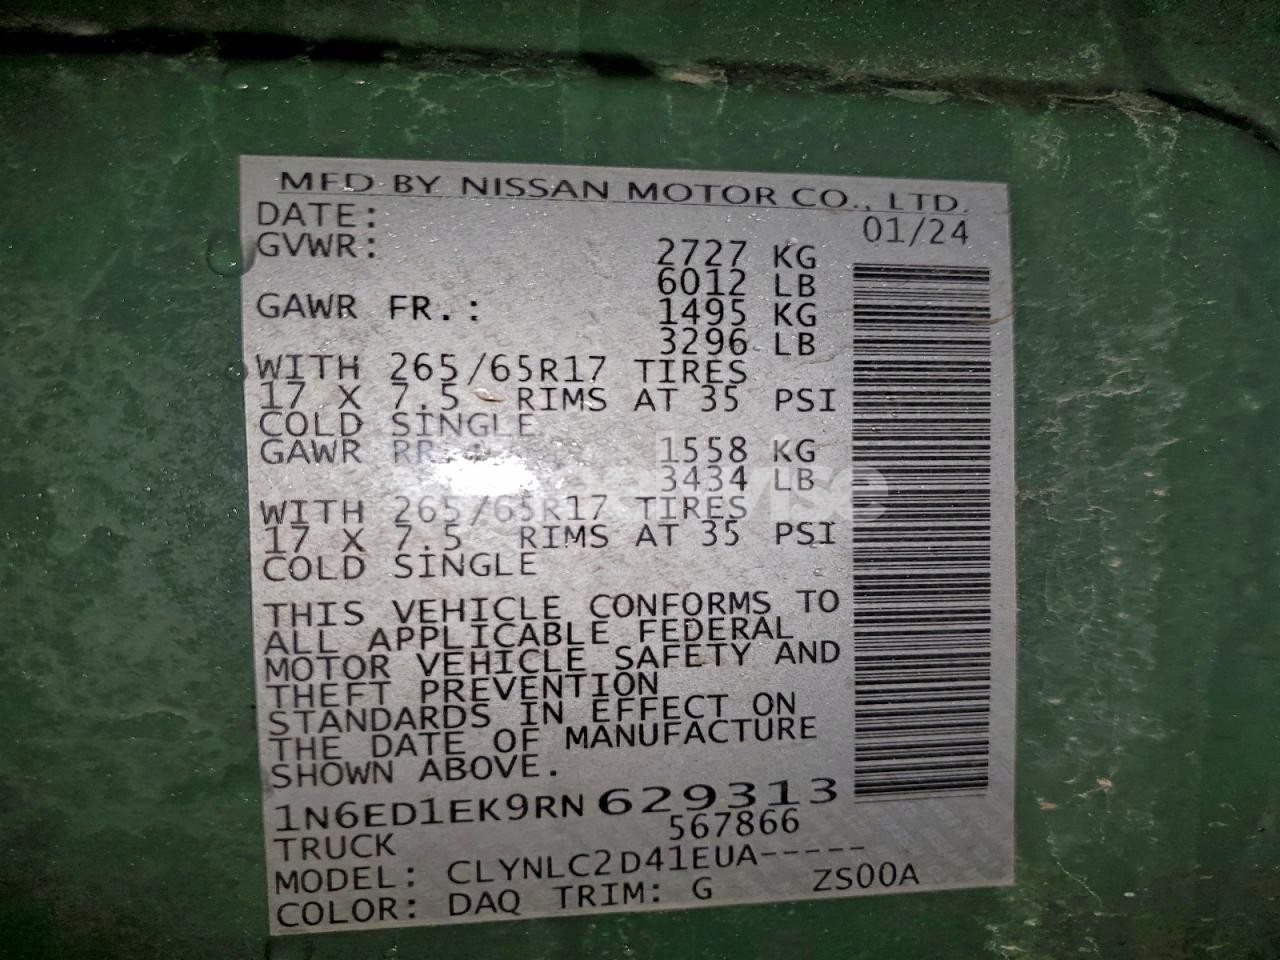 MFD BY NISSAN MOTOR CO., LTD.
DATE: 01/24
GVWR: 2727 KG
6012 LB
GAWR FR.: 1495 KG
3296 LB
WITH 265/65R17 TIRES
17 X 7.5 RIMS AT 35 PSI
COLD SINGLE
GAWR RR.: 1558 KG
3434 LB
WITH 265/65R17 TIRES
17 X 7.5 RIMS AT 35 PSI
COLD SINGLE
THIS VEHICLE CONFORMS TO
ALL APPLICABLE FEDERAL
MOTOR VEHICLE SAFETY AND
THEFT PREVENTION
STANDARDS IN EFFECT ON
THE DATE OF MANUFACTURE
SHOWN ABOVE.
1N6ED1EK9RN629313
TRUCK 567866
MODEL: CLYNLC2D41EUA-----
COLOR: DAQ TRIM: G ZS00A